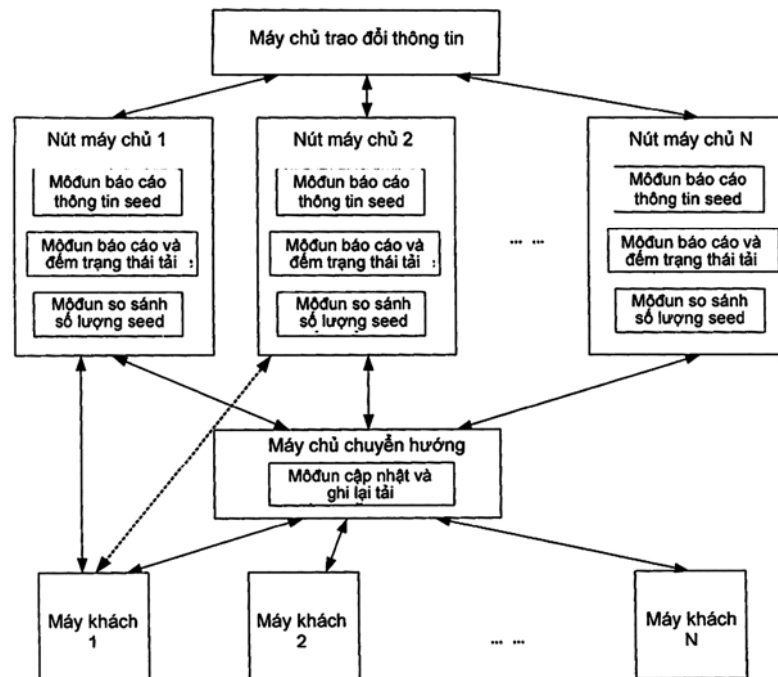 Máy chủ trao đổi thông tin
Nút máy chủ 1
Môđun báo cáo
thông tin seed
Môđun báo cáo và
đếm trạng thái tải :
Môđun so sánh
số lượng seed
Nút máy chủ 2
Môđun báo cáo
thông tin seed
Môđun báo cáo và
đếm trạng thái tải :
Môđun so sánh
số lượng seed
... ...
Nút máy chủ N
Môđun báo cáo
thông tin seed
Môđun báo cáo và
đếm trạng thái tải
Môđun so sánh
số lượng seed
Máy chủ chuyển hướng
Môđun cập nhật và
ghi lại tải
Máy khách
1
Máy khách
2
... ...
Máy khách
N